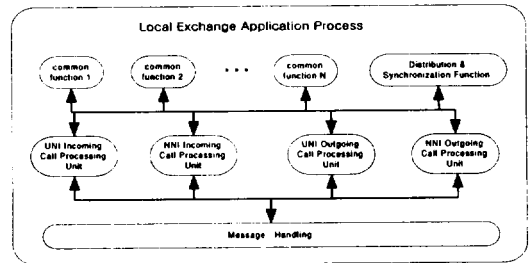 Local Exchange Application Process
common
function 1
common
function 2
• • •
common
function N
Distribution &
Synchronization Function
UNI Incoming
Call Processing
Unit
NNI Incoming
Call Processing
Unit
UNI Outgoing
Call Processing
Unit
NNI Outgoing
Call Processing
Unit
Message Handling